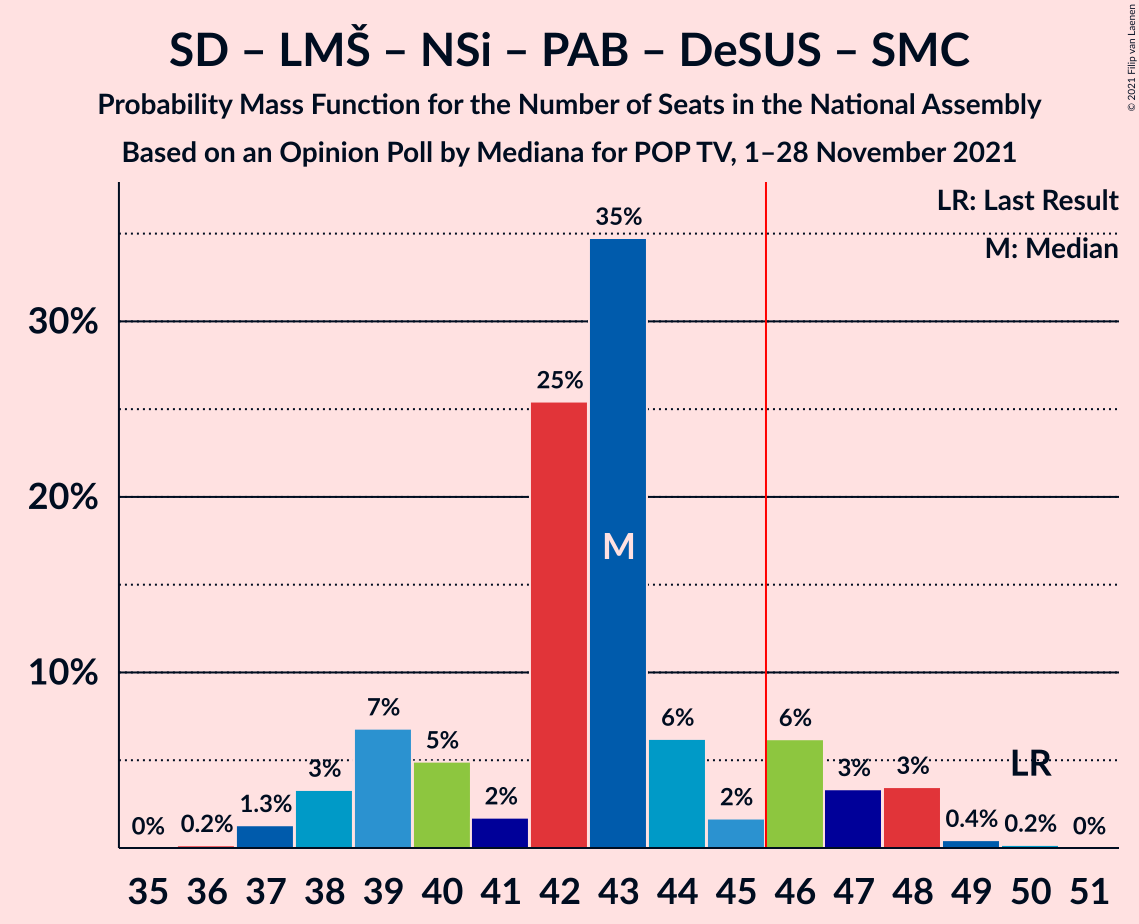 SD – LMŠ – NSi – PAB – DeSUS – SMC
Probability Mass Function for the Number of Seats in the National Assembly
Based on an Opinion Poll by Mediana for POP TV, 1–28 November 2021
© 2021 Filip van Laenen
LR: Last Result
M: Median
30%
20%
10%
0%
0.2%
1.3%
3%
7%
5%
2%
25%
35%
6%
2%
6%
3%
3%
0.4%
0.2%
0%
M
LR
35 36 37 38 39 40 41 42 43 44 45 46 47 48 49 50 51